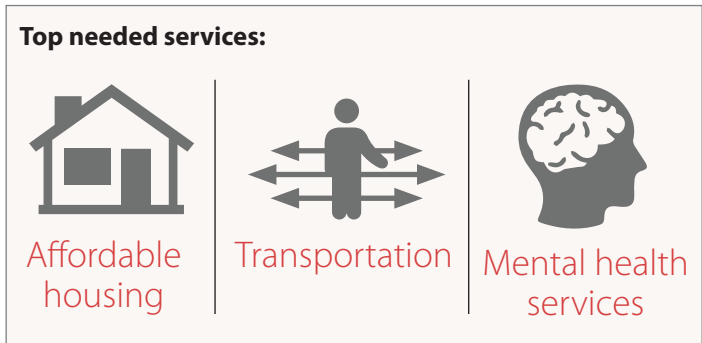 Top needed services:
Affordable
housing
Transportation
Mental health
services